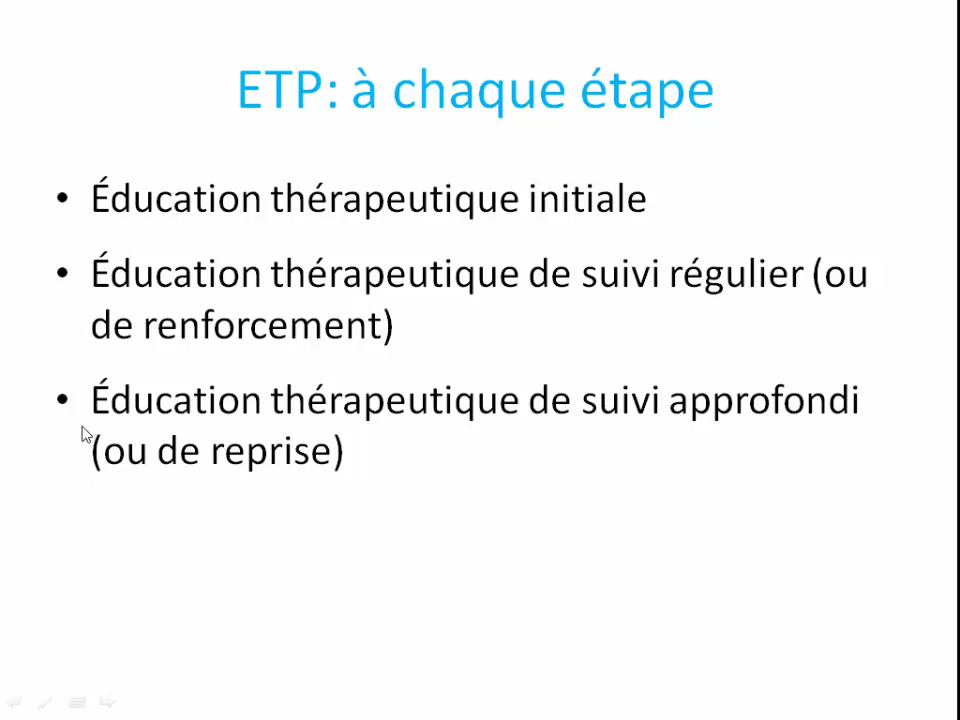 ETP: à chaque étape
• Éducation thérapeutique initiale
• Éducation thérapeutique de suivi régulier (ou
de renforcement)
• Éducation thérapeutique de suivi approfondi
(ou de reprise)